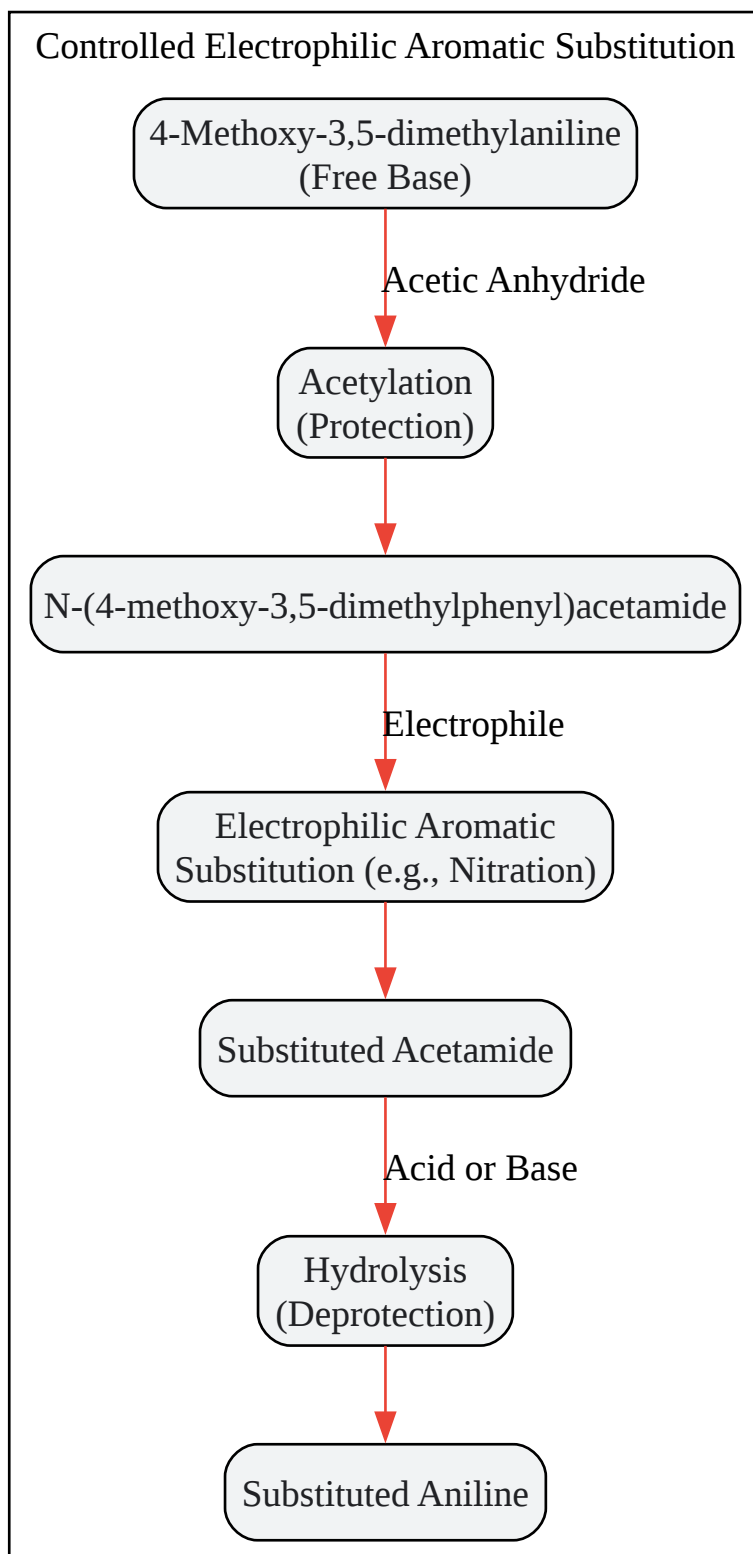 Controlled Electrophilic Aromatic Substitution
4-Methoxy-3,5-dimethylaniline
(Free Base)
Acetic Anhydride
Acetylation
(Protection)
N-(4-methoxy-3,5-dimethylphenyl)acetamide
Electrophile
Electrophilic Aromatic
Substitution (e.g., Nitration)
Substituted Acetamide
Acid or Base
Hydrolysis
(Deprotection)
Substituted Aniline